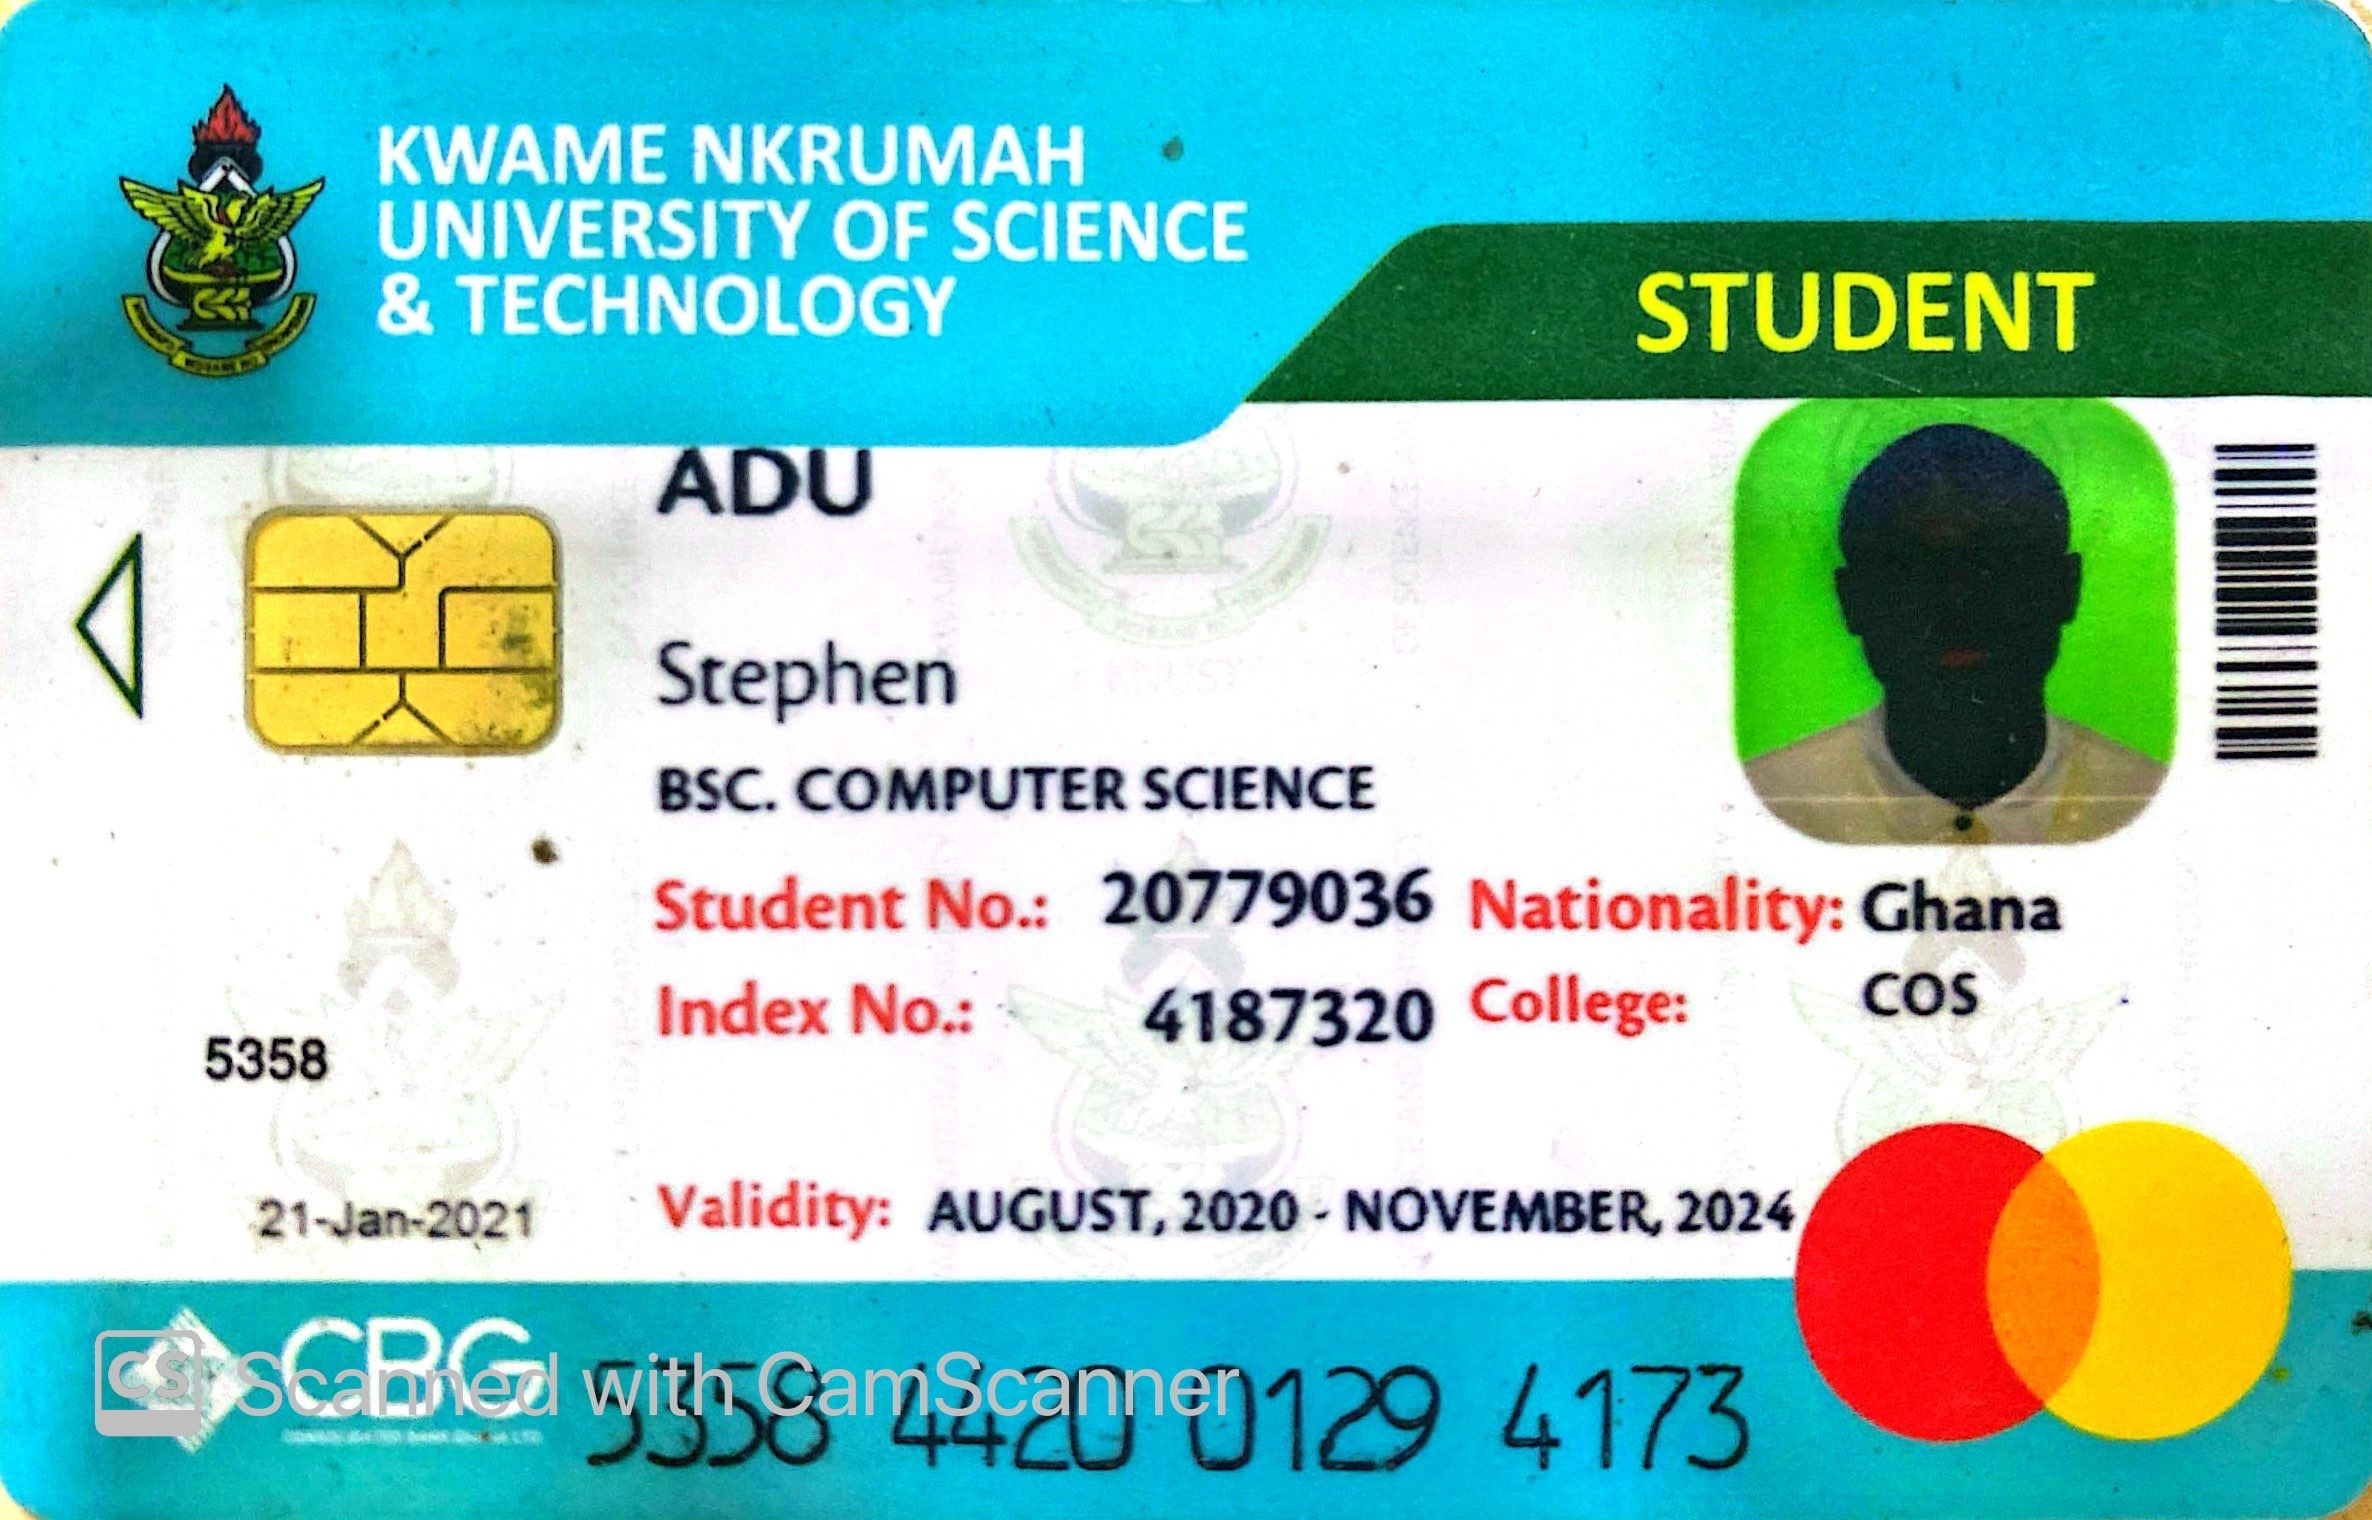 KWAME NKRUMAH
UNIVERSITY OF SCIENCE
& TECHNOLOGY
STUDENT
ADU
Stephen
BSC. COMPUTER SCIENCE
Student No.: 20779036 Nationality: Ghana
Index No.: 4187320 College: COS
5358
21-Jan-2021
Validity: AUGUST, 2020 - NOVEMBER, 2024
CBG
5358 4420 0129 4173
CS Scanned with CamScanner
KNUST